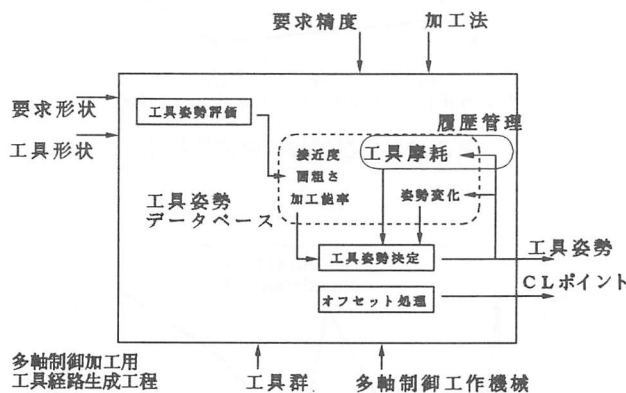 要求精度
加工法
要求形状
工具形状
工具姿勢評価
履歴管理
工具摩耗
接近度
面粗さ
加工能率
姿勢変化
工具姿勢
データベース
工具姿勢決定
工具姿勢
CLポイント
オフセット処理
多軸制御加工用
工具経路生成工程
工具群
多軸制御工作機械